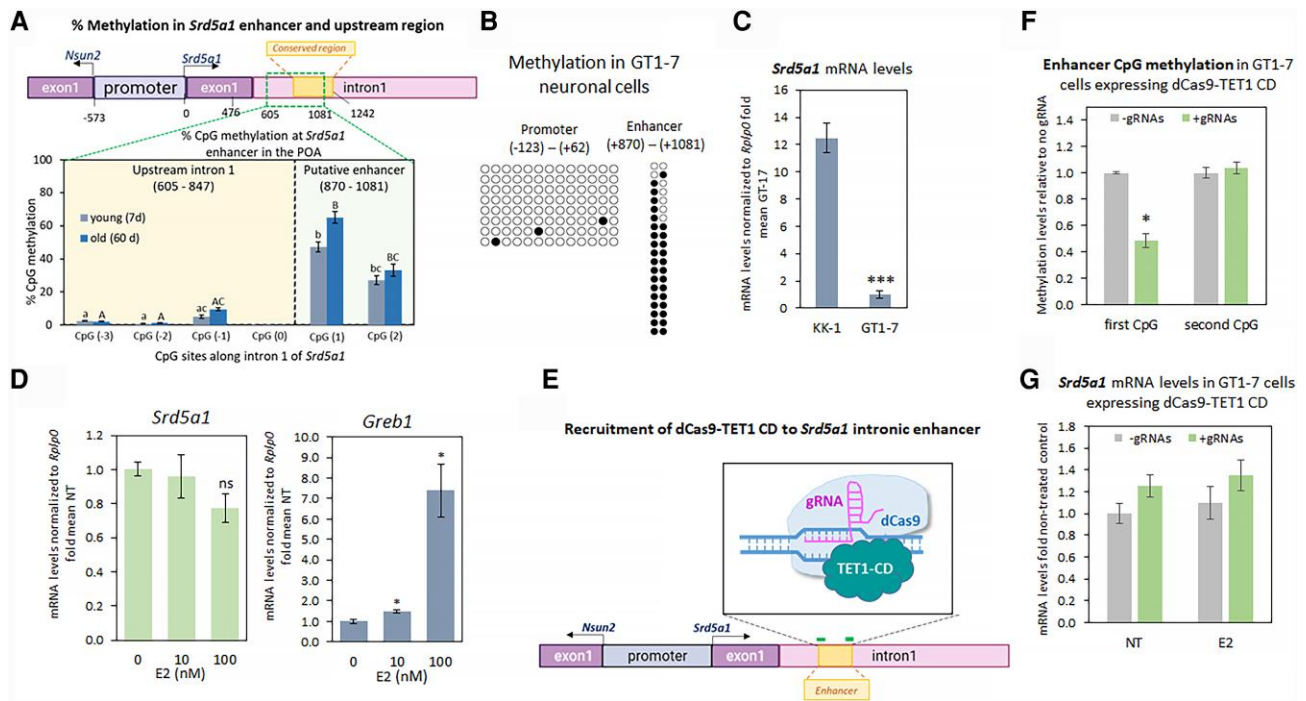 A
% Methylation in Srd5a1 enhancer and upstream region
Conserved region
Nsun2
Srd5a1
exon1
promoter
exon1
intron1
-573
0
476
605
1081
1242
% CpG methylation at Srd5a1
enhancer in the POA
100
80
60
40
20
0
% CpG methylation
Upstream intron 1
(605 - 847)
Putative enhancer
(870 - 1081)
young (7d)
old (60 d)
a A
a A
ac AC
b B
bc BC
CpG (-3)
CpG (-2)
CpG (-1)
CpG (0)
CpG (1)
CpG (2)
CpG sites along intron 1 of Srd5a1
B
Methylation in GT1-7
neuronal cells
Promoter
(-123) – (+62)
Enhancer
(+870) – (+1081)
C
Srd5a1 mRNA levels
mRNA levels normalized to Rplp0 fold
mean GT-17
16
14
12
10
8
6
4
2
0
***
KK-1
GT1-7
F
Enhancer CpG methylation in GT1-7
cells expressing dCas9-TET1 CD
Methylation levels relative to no gRNA
1.4
1.2
1.0
0.8
0.6
0.4
0.2
0.0
-gRNAs
+gRNAs
*
first CpG
second CpG
D
Srd5a1
mRNA levels normalized to Rplp0
fold mean NT
1.2
1.0
0.8
0.6
0.4
0.2
0.0
ns
0
10
100
E2 (nM)
Greb1
mRNA levels normalized to Rplp0
fold mean NT
10.0
9.0
8.0
7.0
6.0
5.0
4.0
3.0
2.0
1.0
0.0
*
*
0
10
100
E2 (nM)
E
Recruitment of dCas9-TET1 CD to Srd5a1 intronic enhancer
gRNA
dCas9
TET1-CD
Nsun2
Srd5a1
exon1
promoter
exon1
intron1
Enhancer
G
Srd5a1 mRNA levels in GT1-7 cells
expressing dCas9-TET1 CD
mRNA levels fold non-treated control
1.8
1.6
1.4
1.2
1.0
0.8
0.6
0.4
0.2
0.0
-gRNAs
+gRNAs
NT
E2